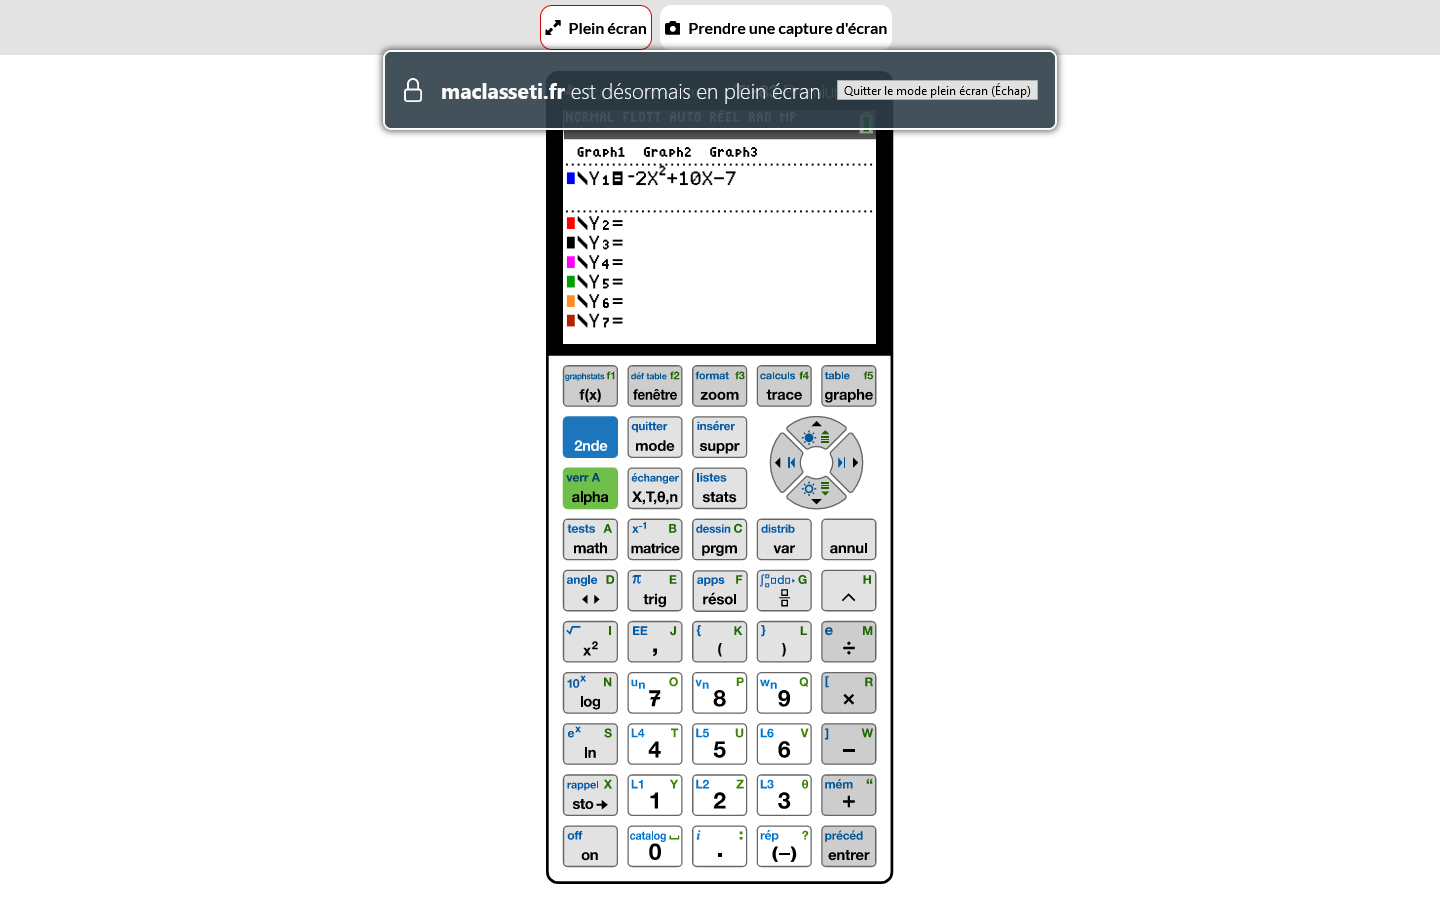 Plein écran Prendre une capture d'écran
maclasseti.fr est désormais en plein écran Quitter le mode plein écran (Échap)
NORMAL FLOTT AUTO RÉEL RAD MP
Graph1 Graph2 Graph3
\Y1=-2X²+10X-7
\Y2=
\Y3=
\Y4=
\Y5=
\Y6=
\Y7=
graphstats f1 déf table f2 format f3 calculs f4 table f5
f(x) fenêtre zoom trace graphe
quitter insérer
2nde mode suppr
verr A échanger listes
alpha X,T,θ,n stats
tests A x⁻¹ B dessin C distrib
math matrice prgm var annul
angle D π E apps F ∫□d□ G H
trig résol ^
√ I EE J { K } L e M
x² , ( ) ÷
10ˣ N un O vn P wn Q [ R
log 7 8 9 ×
eˣ S L4 T L5 U L6 V ] W
ln 4 5 6 −
rappel X L1 Y L2 Z L3 θ mém “
sto→ 1 2 3 +
off catalog ⎵ i : rép ? précéd
on 0 . (−) entrer